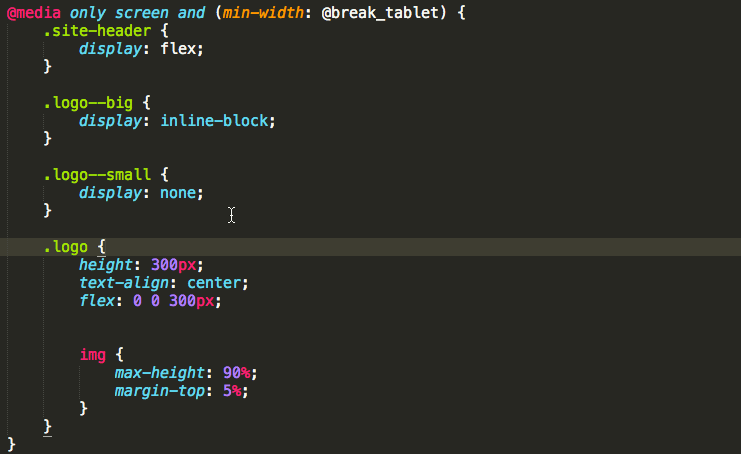 @media only screen and (min-width: @break_tablet) {
    .site-header {
        display: flex;
    }

    .logo--big {
        display: inline-block;
    }

    .logo--small {
        display: none;
    }

    .logo {
        height: 300px;
        text-align: center;
        flex: 0 0 300px;


        img {
            max-height: 90%;
            margin-top: 5%;
        }
    }
}